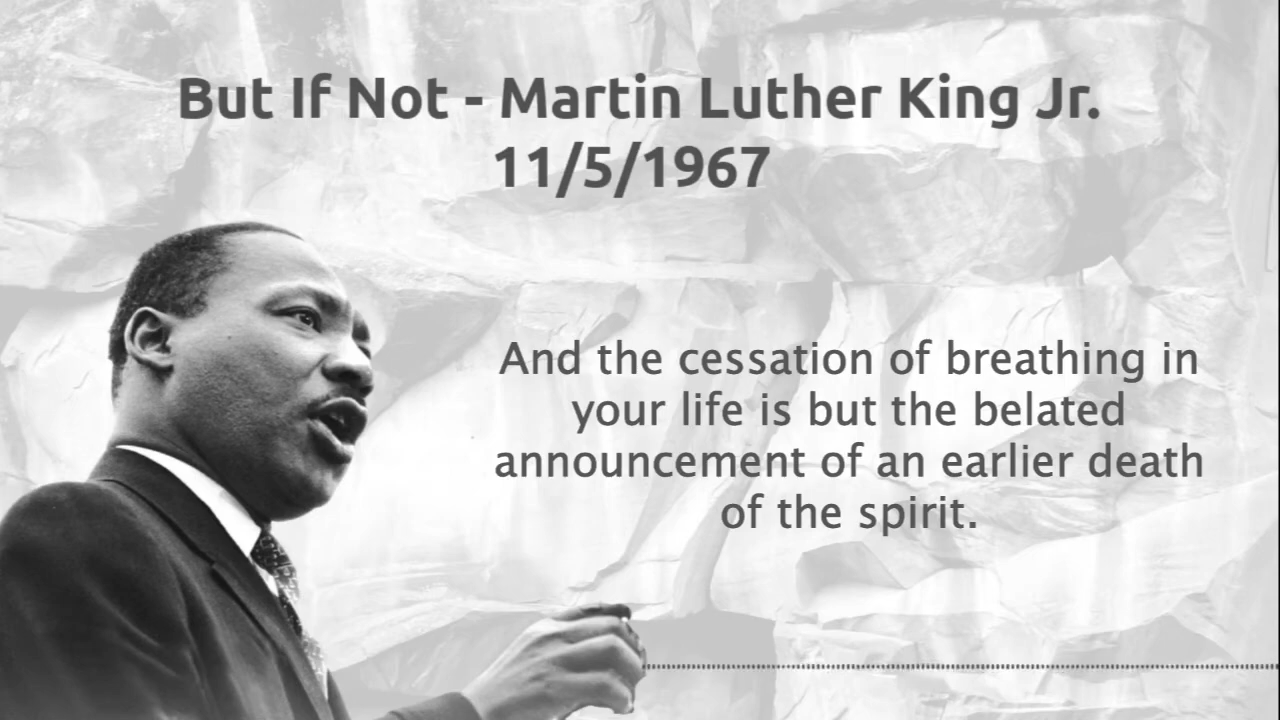 But If Not - Martin Luther King Jr.
11/5/1967
And the cessation of breathing in
your life is but the belated
announcement of an earlier death
of the spirit.